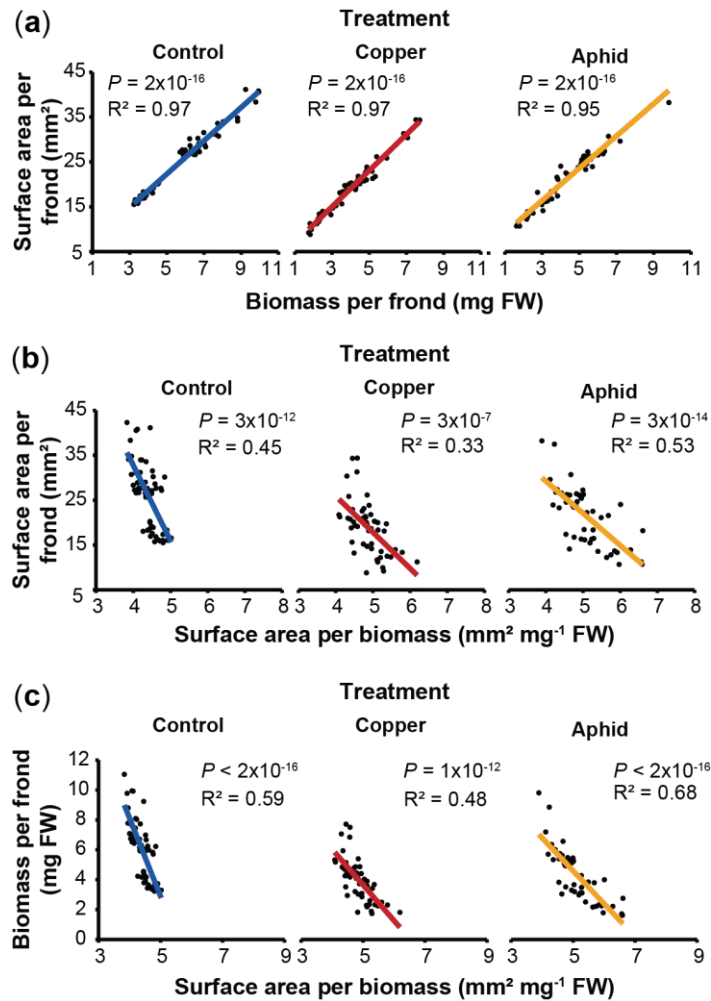 (a) Treatment
Control Copper Aphid
P = 2x10⁻¹⁶ P = 2x10⁻¹⁶ P = 2x10⁻¹⁶
R² = 0.97 R² = 0.97 R² = 0.95
Surface area per
frond (mm²)
45
35
25
15
5
1 3 5 7 9 11 1 3 5 7 9 11 1 3 5 7 9 11
Biomass per frond (mg FW)
(b) Treatment
Control Copper Aphid
P = 3x10⁻¹² P = 3x10⁻⁷ P = 3x10⁻¹⁴
R² = 0.45 R² = 0.33 R² = 0.53
Surface area per
frond (mm²)
45
35
25
15
5
3 4 5 6 7 8 3 4 5 6 7 8 3 4 5 6 7 8
Surface area per biomass (mm² mg⁻¹ FW)
(c) Treatment
Control Copper Aphid
P < 2x10⁻¹⁶ P = 1x10⁻¹² P < 2x10⁻¹⁶
R² = 0.59 R² = 0.48 R² = 0.68
Biomass per frond
(mg FW)
12
10
8
6
4
2
0
3 5 7 9 3 5 7 9 3 5 7 9
Surface area per biomass (mm² mg⁻¹ FW)